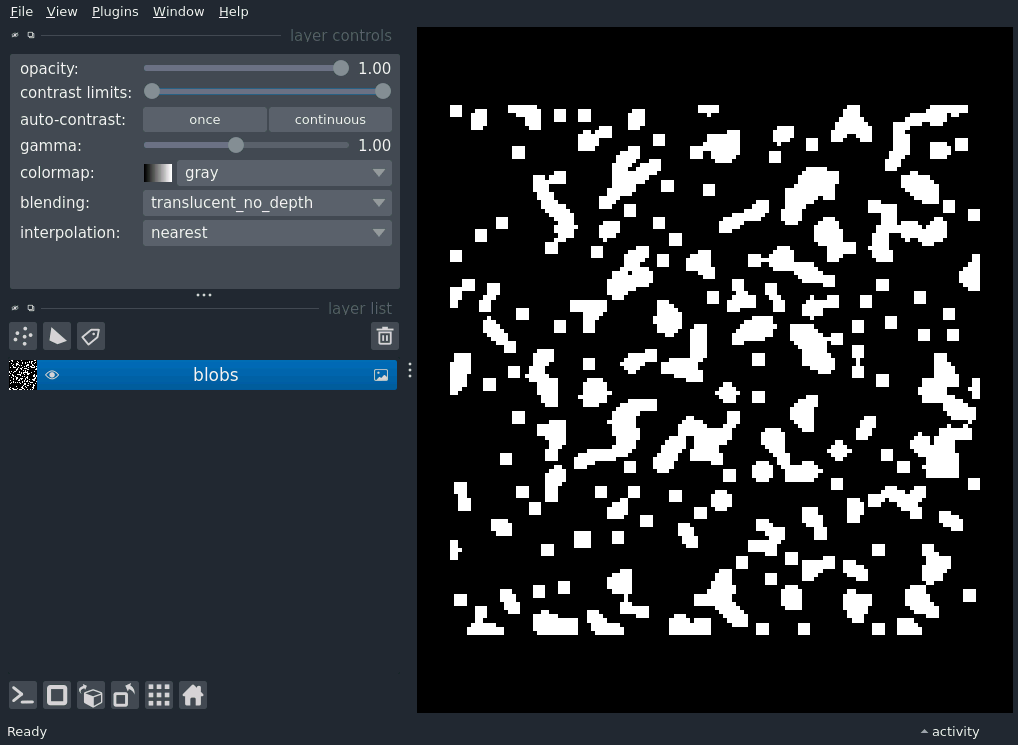 File View Plugins Window Help
layer controls
opacity: 1.00
contrast limits:
auto-contrast: once continuous
gamma: 1.00
colormap: gray
blending: translucent_no_depth
interpolation: nearest
layer list
blobs
Ready activity